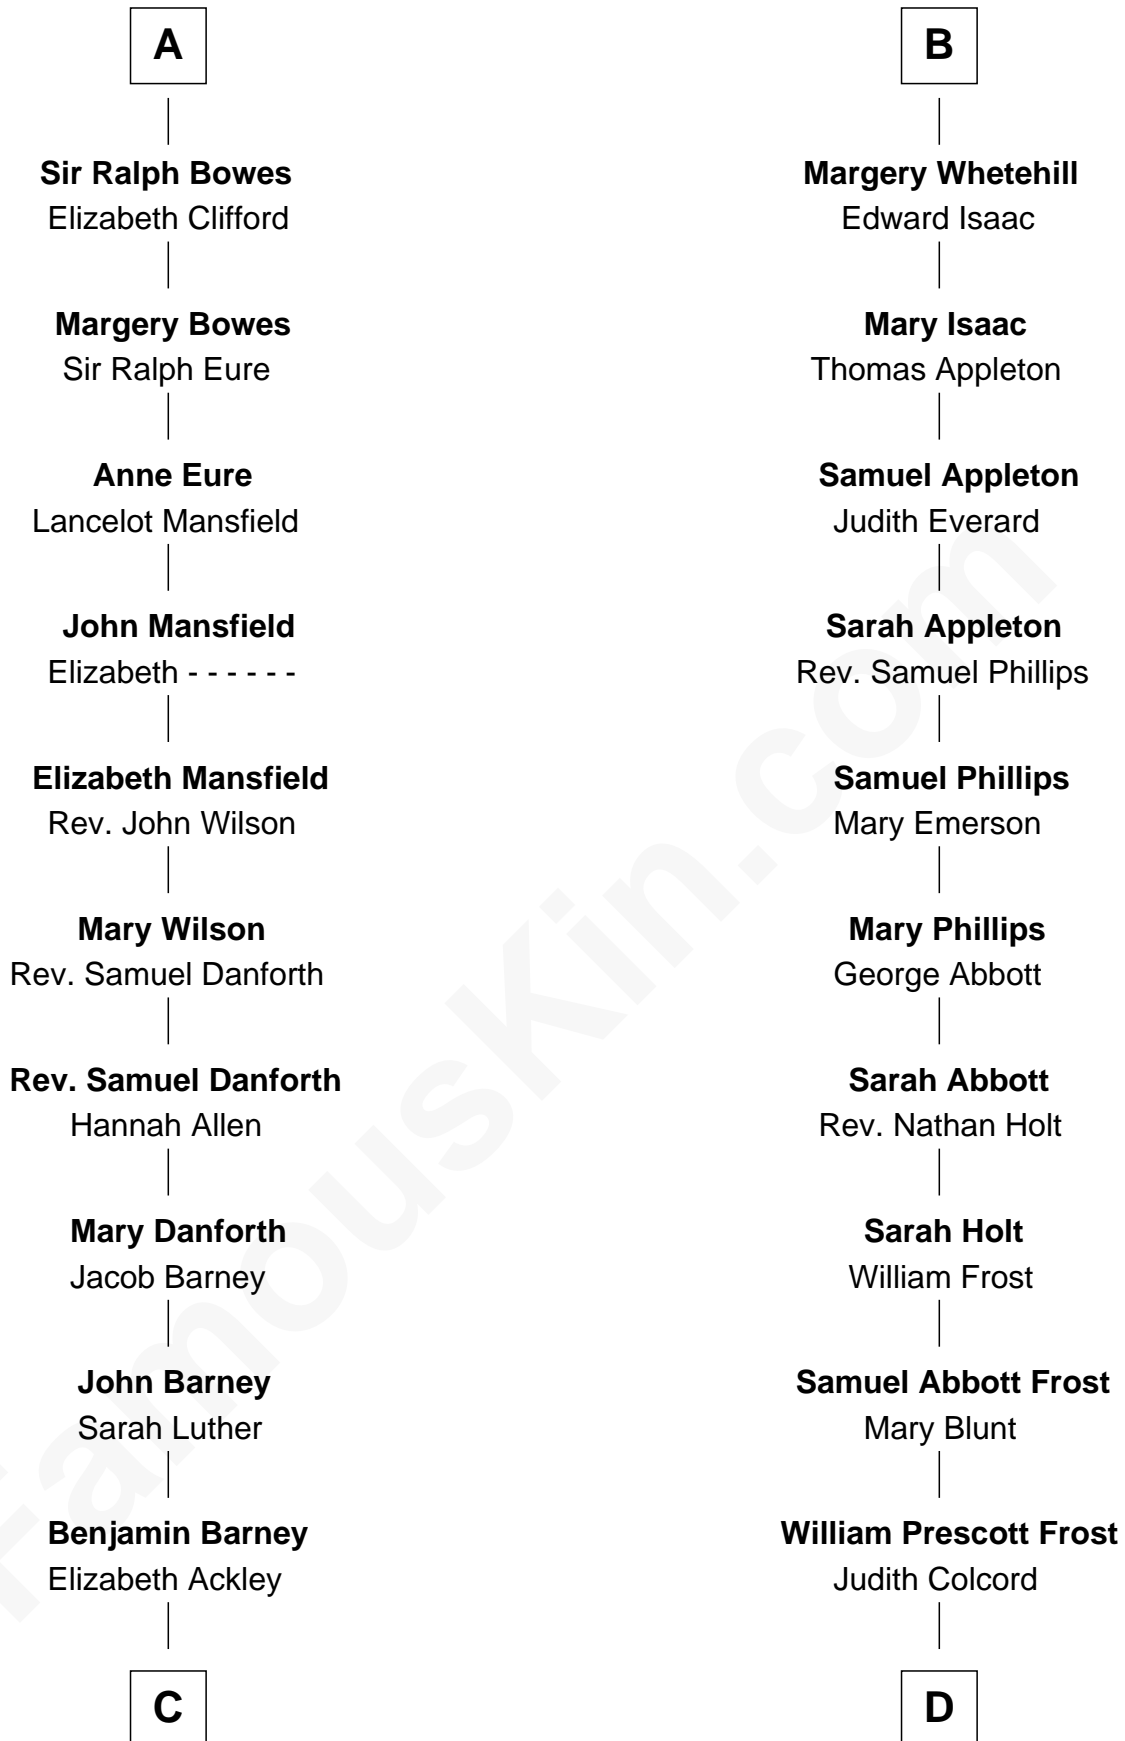 A
Sir Ralph Bowes
Elizabeth Clifford
Margery Bowes
Sir Ralph Eure
Anne Eure
Lancelot Mansfield
John Mansfield
Elizabeth - - - - - -
Elizabeth Mansfield
Rev. John Wilson
Mary Wilson
Rev. Samuel Danforth
Rev. Samuel Danforth
Hannah Allen
Mary Danforth
Jacob Barney
John Barney
Sarah Luther
Benjamin Barney
Elizabeth Ackley
C
B
Margery Whetehill
Edward Isaac
Mary Isaac
Thomas Appleton
Samuel Appleton
Judith Everard
Sarah Appleton
Rev. Samuel Phillips
Samuel Phillips
Mary Emerson
Mary Phillips
George Abbott
Sarah Abbott
Rev. Nathan Holt
Sarah Holt
William Frost
Samuel Abbott Frost
Mary Blunt
William Prescott Frost
Judith Colcord
D
FamousKin.com